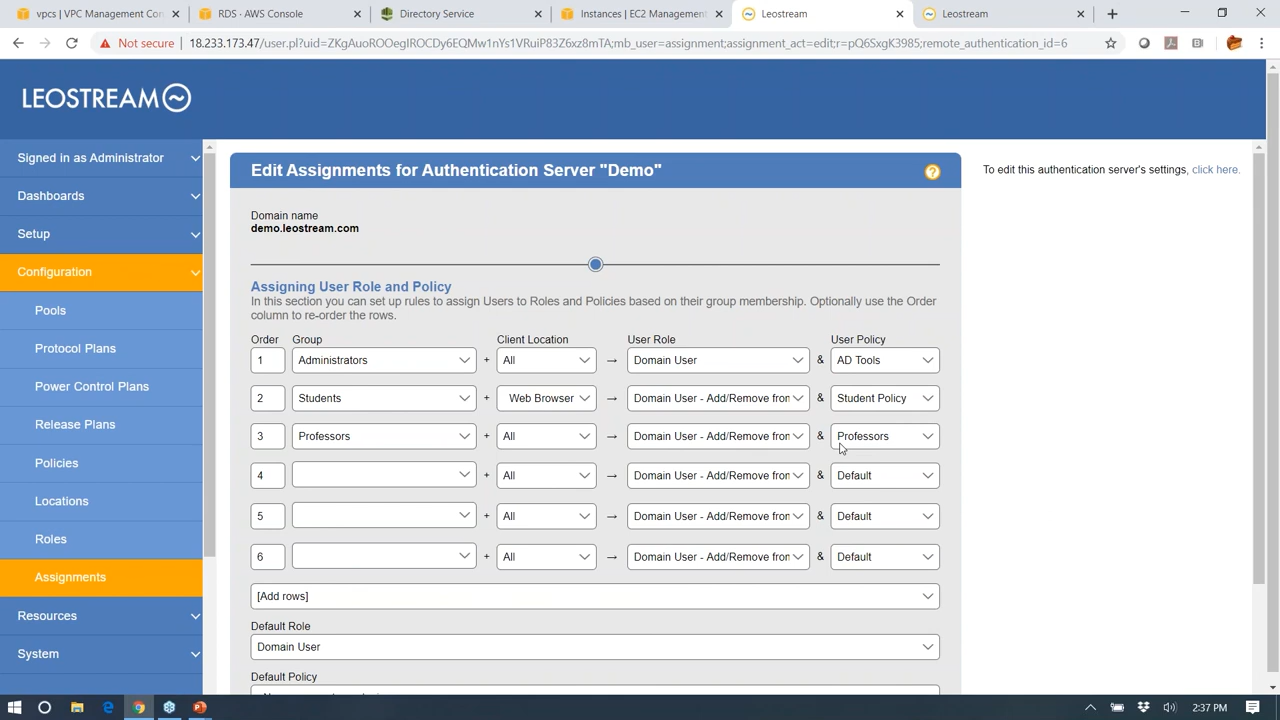 vpcs | VPC Management Con
RDS - AWS Console
Directory Service
Instances | EC2 Management
Leostream
Leostream
Not secure
18.233.173.47/user.pl?uid=ZKgAuoROOegIROCDy6EQMw1nYs1VRujP83Z6xz8mTA;mb_user=assignment;assignment_act=edit;r=pQ6SxgK3985;remote_authentication_id=6
LEOSTREAM
Signed in as Administrator
Dashboards
Setup
Configuration
Pools
Protocol Plans
Power Control Plans
Release Plans
Policies
Locations
Roles
Assignments
Resources
System
Edit Assignments for Authentication Server "Demo"
?
To edit this authentication server's settings, click here.
Domain name
demo.leostream.com
Assigning User Role and Policy
In this section you can set up rules to assign Users to Roles and Policies based on their group membership. Optionally use the Order
column to re-order the rows.
Order Group Client Location User Role User Policy
1 Administrators + All → Domain User & AD Tools
2 Students + Web Browser → Domain User - Add/Remove from & Student Policy
3 Professors + All → Domain User - Add/Remove from & Professors
4 + All → Domain User - Add/Remove from & Default
5 + All → Domain User - Add/Remove from & Default
6 + All → Domain User - Add/Remove from & Default
[Add rows]
Default Role
Domain User
Default Policy
2:37 PM